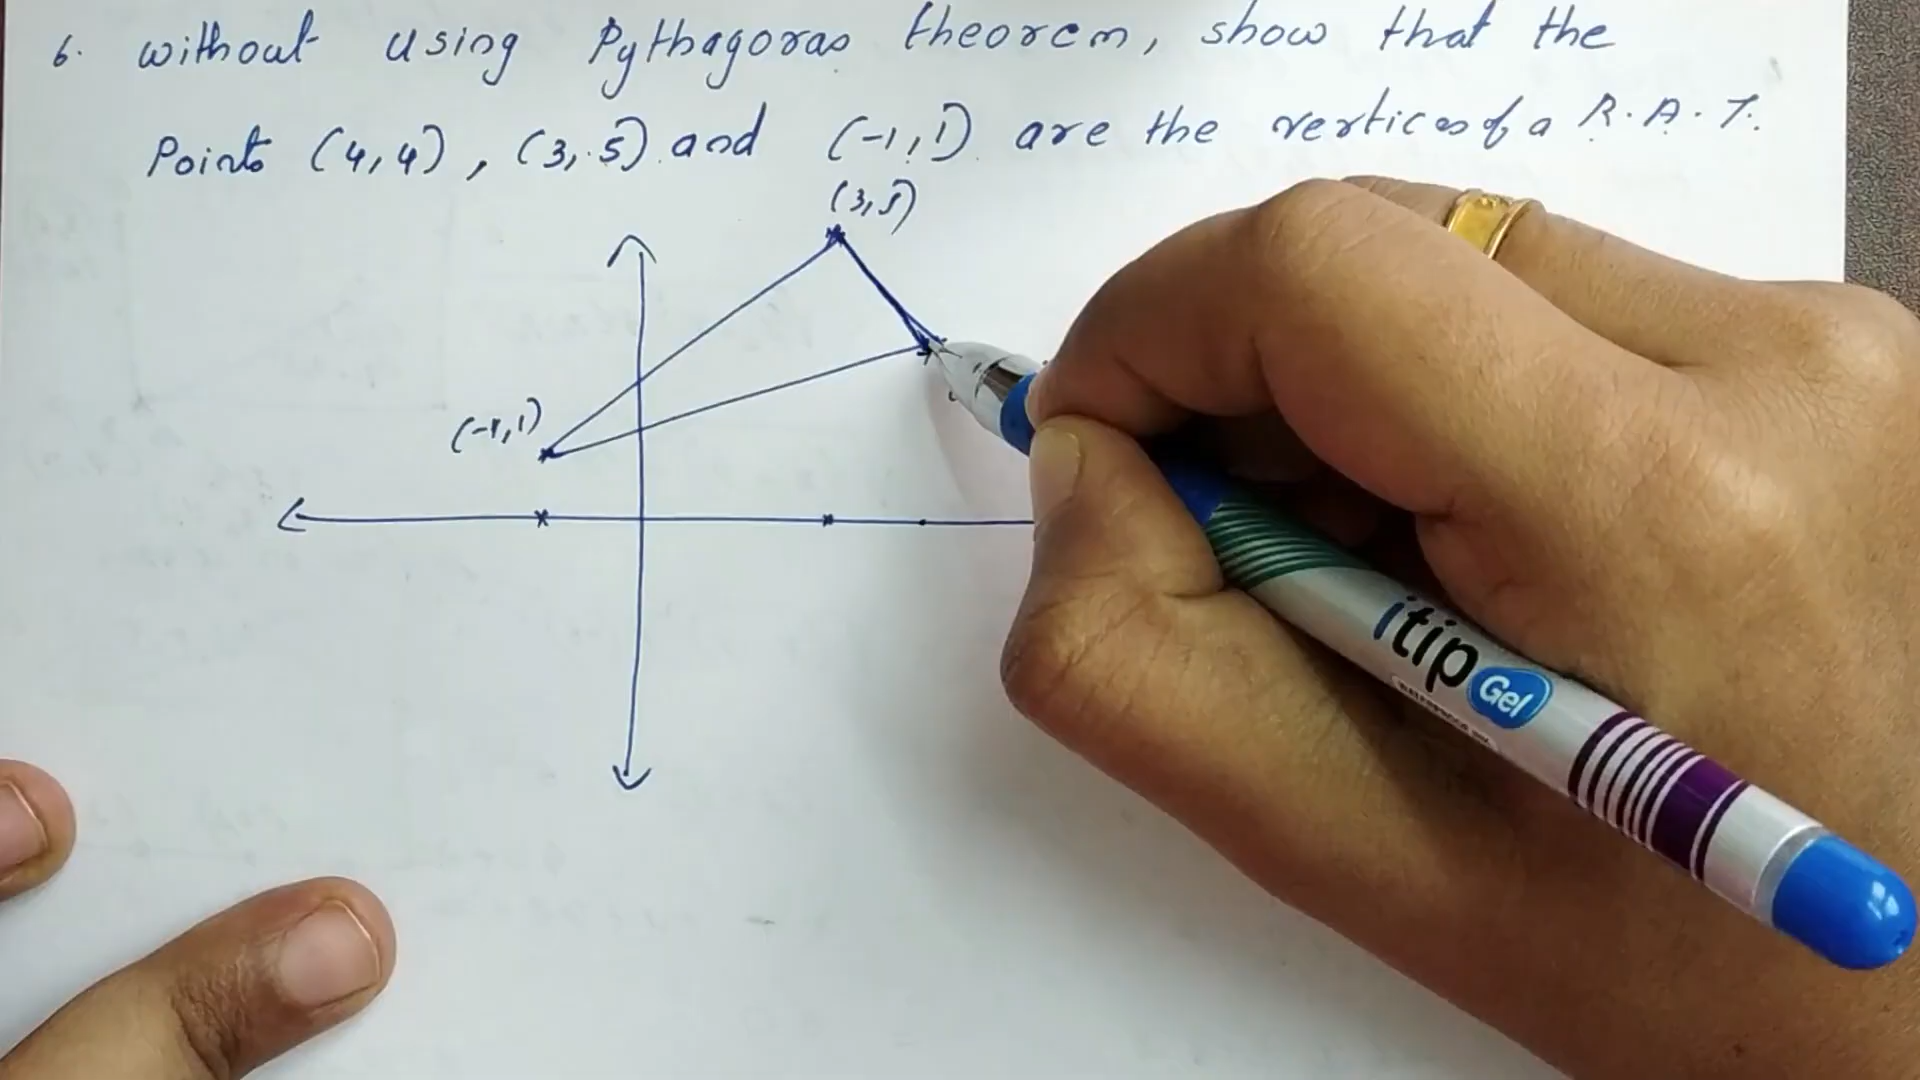 6. without using Pythagoras theorem, show that the
Points (4,4), (3,5) and (-1,1) are the vertices of a R.A.T.
(3,5)
(-1,1)
itip
Gel